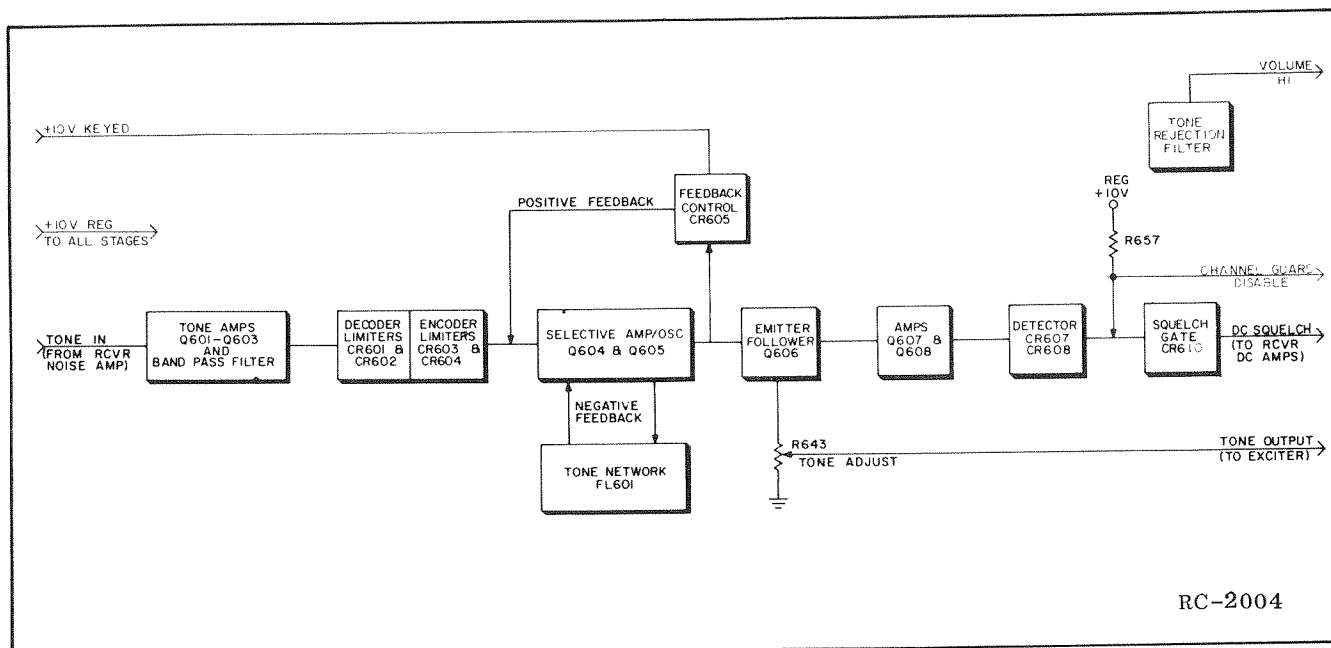 VOLUME
HI
+10V KEYED
TONE
REJECTION
FILTER
REG
+10V
FEEDBACK
CONTROL
CR605
POSITIVE FEEDBACK
+10V REG
TO ALL STAGES
R657
CHANNEL GUARD
DISABLE
TONE IN
(FROM RCVR
NOISE AMP)
TONE AMPS
Q601-Q603
AND
BAND PASS FILTER
DECODER
LIMITERS
CR601 &
CR602
ENCODER
LIMITERS
CR603 &
CR604
SELECTIVE AMP/OSC
Q604 & Q605
EMITTER
FOLLOWER
Q606
AMPS
Q607 &
Q608
DETECTOR
CR607
CR608
SQUELCH
GATE
CR610
DC SQUELCH
(TO RCVR
DC AMPS)
NEGATIVE
FEEDBACK
TONE NETWORK
FL601
R643
TONE ADJUST
TONE OUTPUT
(TO EXCITER)
RC-2004